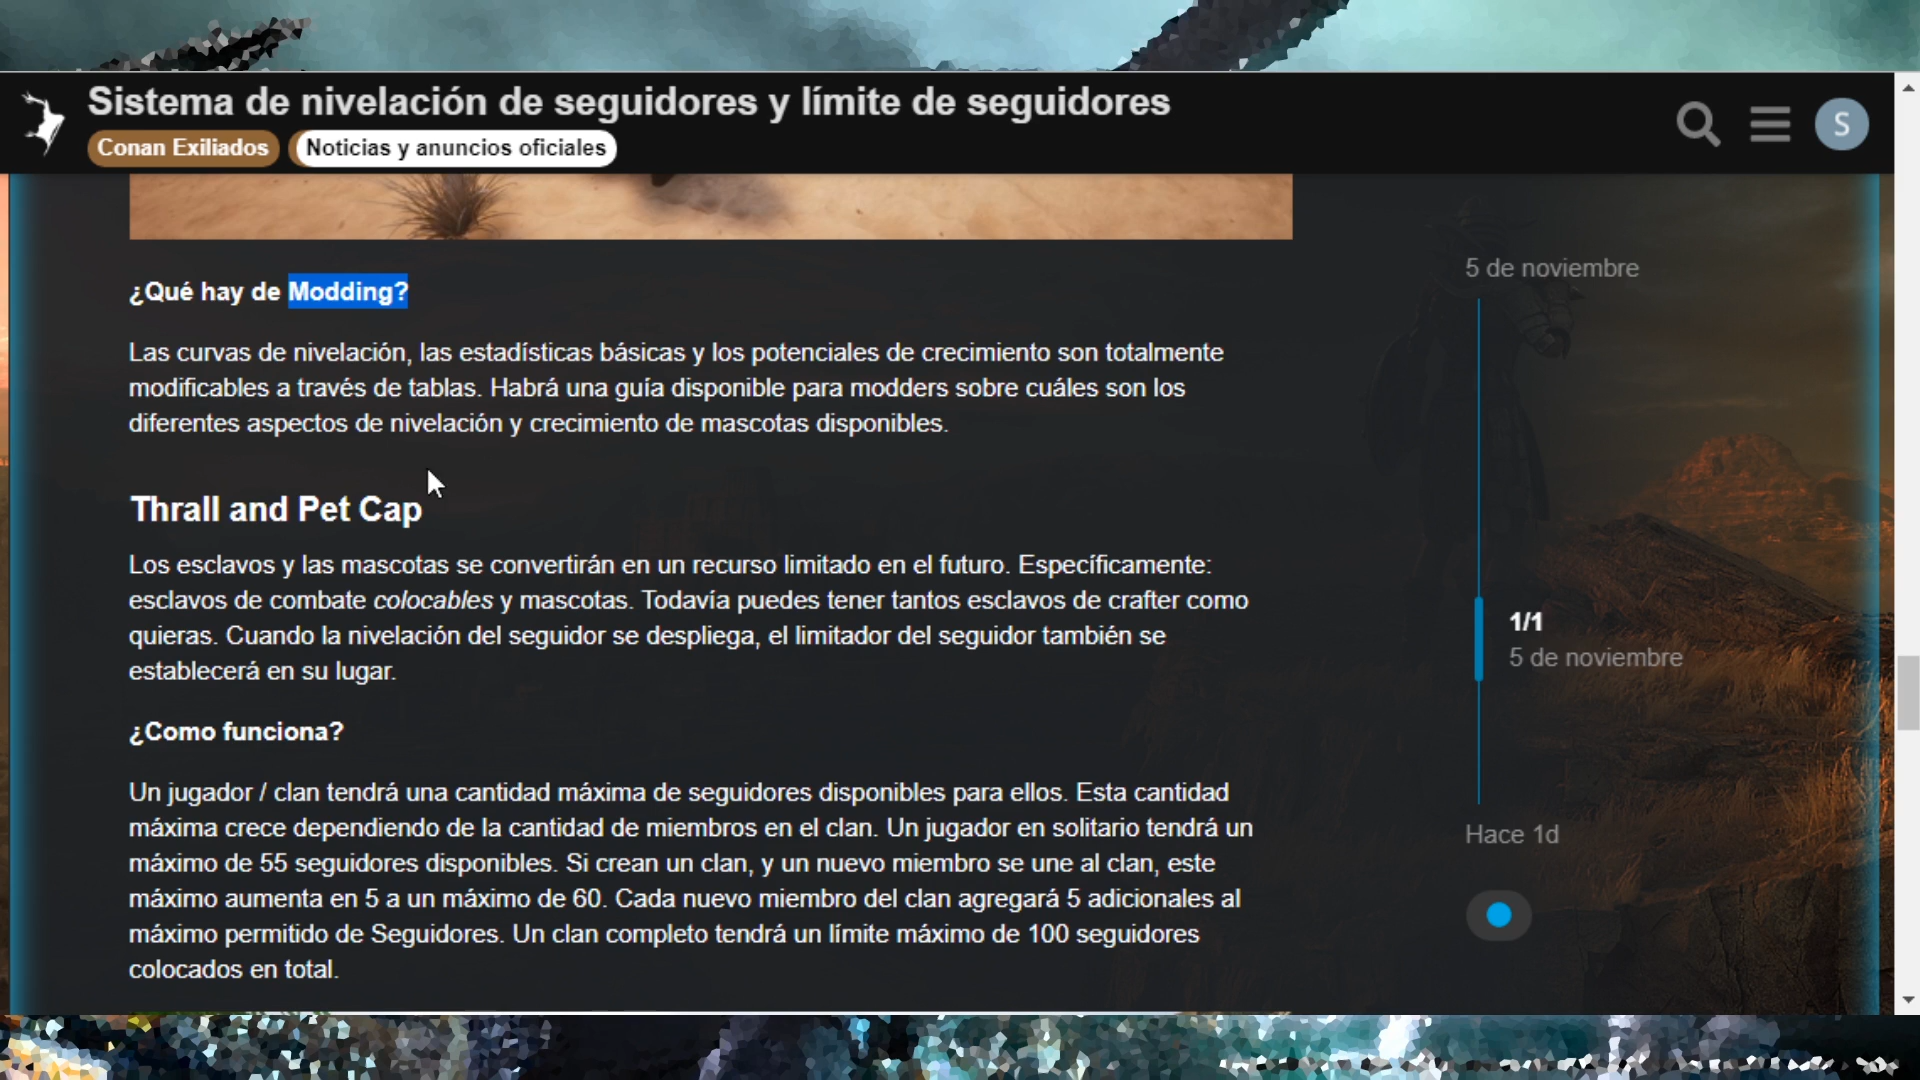 Sistema de nivelación de seguidores y límite de seguidores
Conan Exiliados Noticias y anuncios oficiales
S
¿Qué hay de Modding?
Las curvas de nivelación, las estadísticas básicas y los potenciales de crecimiento son totalmente
modificables a través de tablas. Habrá una guía disponible para modders sobre cuáles son los
diferentes aspectos de nivelación y crecimiento de mascotas disponibles.
Thrall and Pet Cap
Los esclavos y las mascotas se convertirán en un recurso limitado en el futuro. Específicamente:
esclavos de combate colocables y mascotas. Todavía puedes tener tantos esclavos de crafter como
quieras. Cuando la nivelación del seguidor se despliega, el limitador del seguidor también se
establecerá en su lugar.
¿Como funciona?
Un jugador / clan tendrá una cantidad máxima de seguidores disponibles para ellos. Esta cantidad
máxima crece dependiendo de la cantidad de miembros en el clan. Un jugador en solitario tendrá un
máximo de 55 seguidores disponibles. Si crean un clan, y un nuevo miembro se une al clan, este
máximo aumenta en 5 a un máximo de 60. Cada nuevo miembro del clan agregará 5 adicionales al
máximo permitido de Seguidores. Un clan completo tendrá un límite máximo de 100 seguidores
colocados en total.
5 de noviembre
1/1
5 de noviembre
Hace 1d